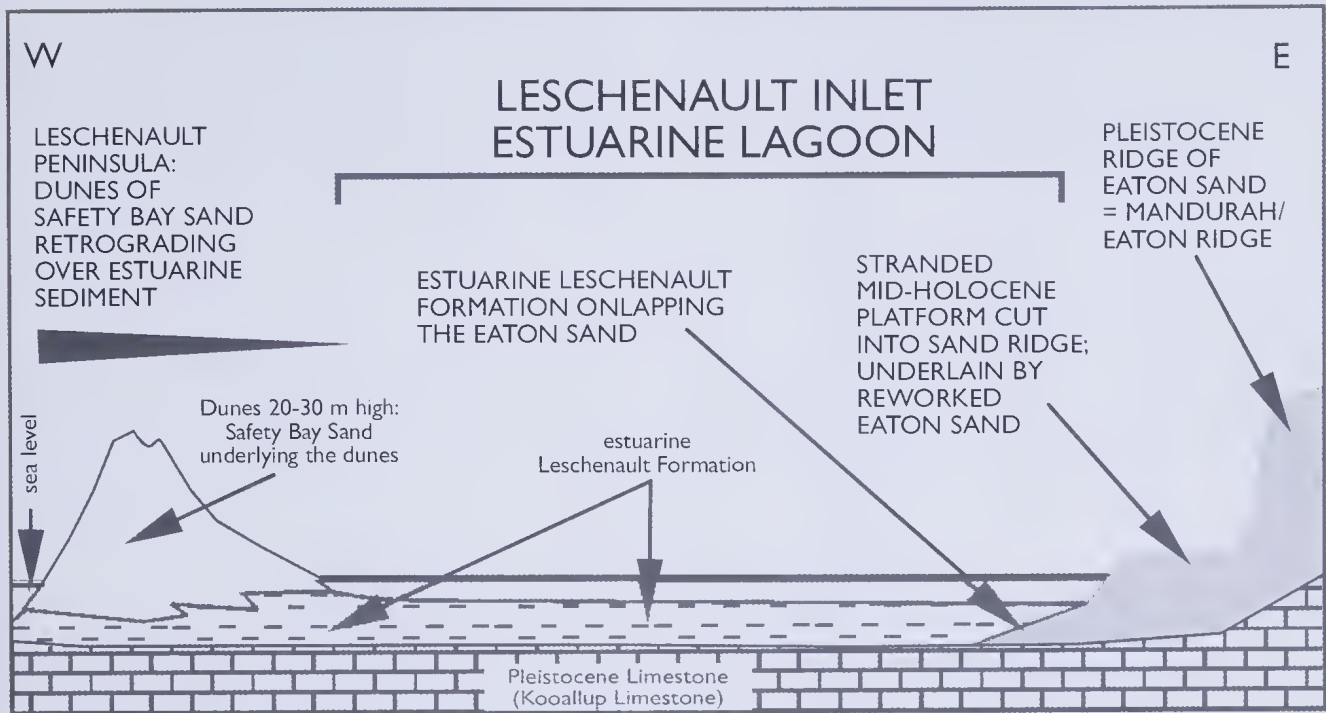 W
E
LESCHENAULT INLET
ESTUARINE LAGOON
LESCHENAULT
PENINSULA:
DUNES OF
SAFETY BAY SAND
RETROGRADING
OVER ESTUARINE
SEDIMENT
PLEISTOCENE
RIDGE OF
EATON SAND
= MANDURAH/
EATON RIDGE
ESTUARINE LESCHENAULT
FORMATION ONLAPPING
THE EATON SAND
STRANDED
MID-HOLOCENE
PLATFORM CUT
INTO SAND RIDGE;
UNDERLAIN BY
REWORKED
EATON SAND
sea level
Dunes 20-30 m high:
Safety Bay Sand
underlying the dunes
estuarine
Leschenault Formation
Pleistocene Limestone
(Kooallup Limestone)